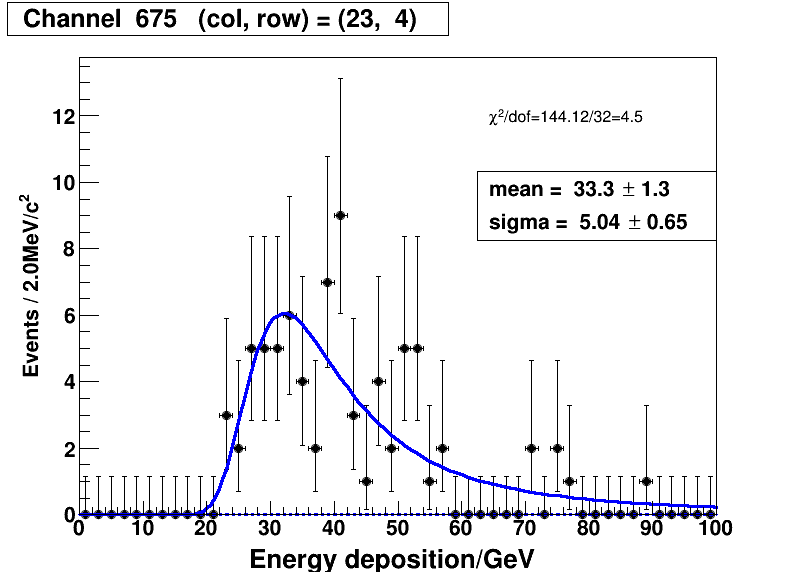 Channel 675 (col, row) = (23, 4)
χ²/dof=144.12/32=4.5
mean = 33.3 ± 1.3
sigma = 5.04 ± 0.65
Events / 2.0MeV/c²
12
10
8
6
4
2
0
0 10 20 30 40 50 60 70 80 90 100
Energy deposition/GeV